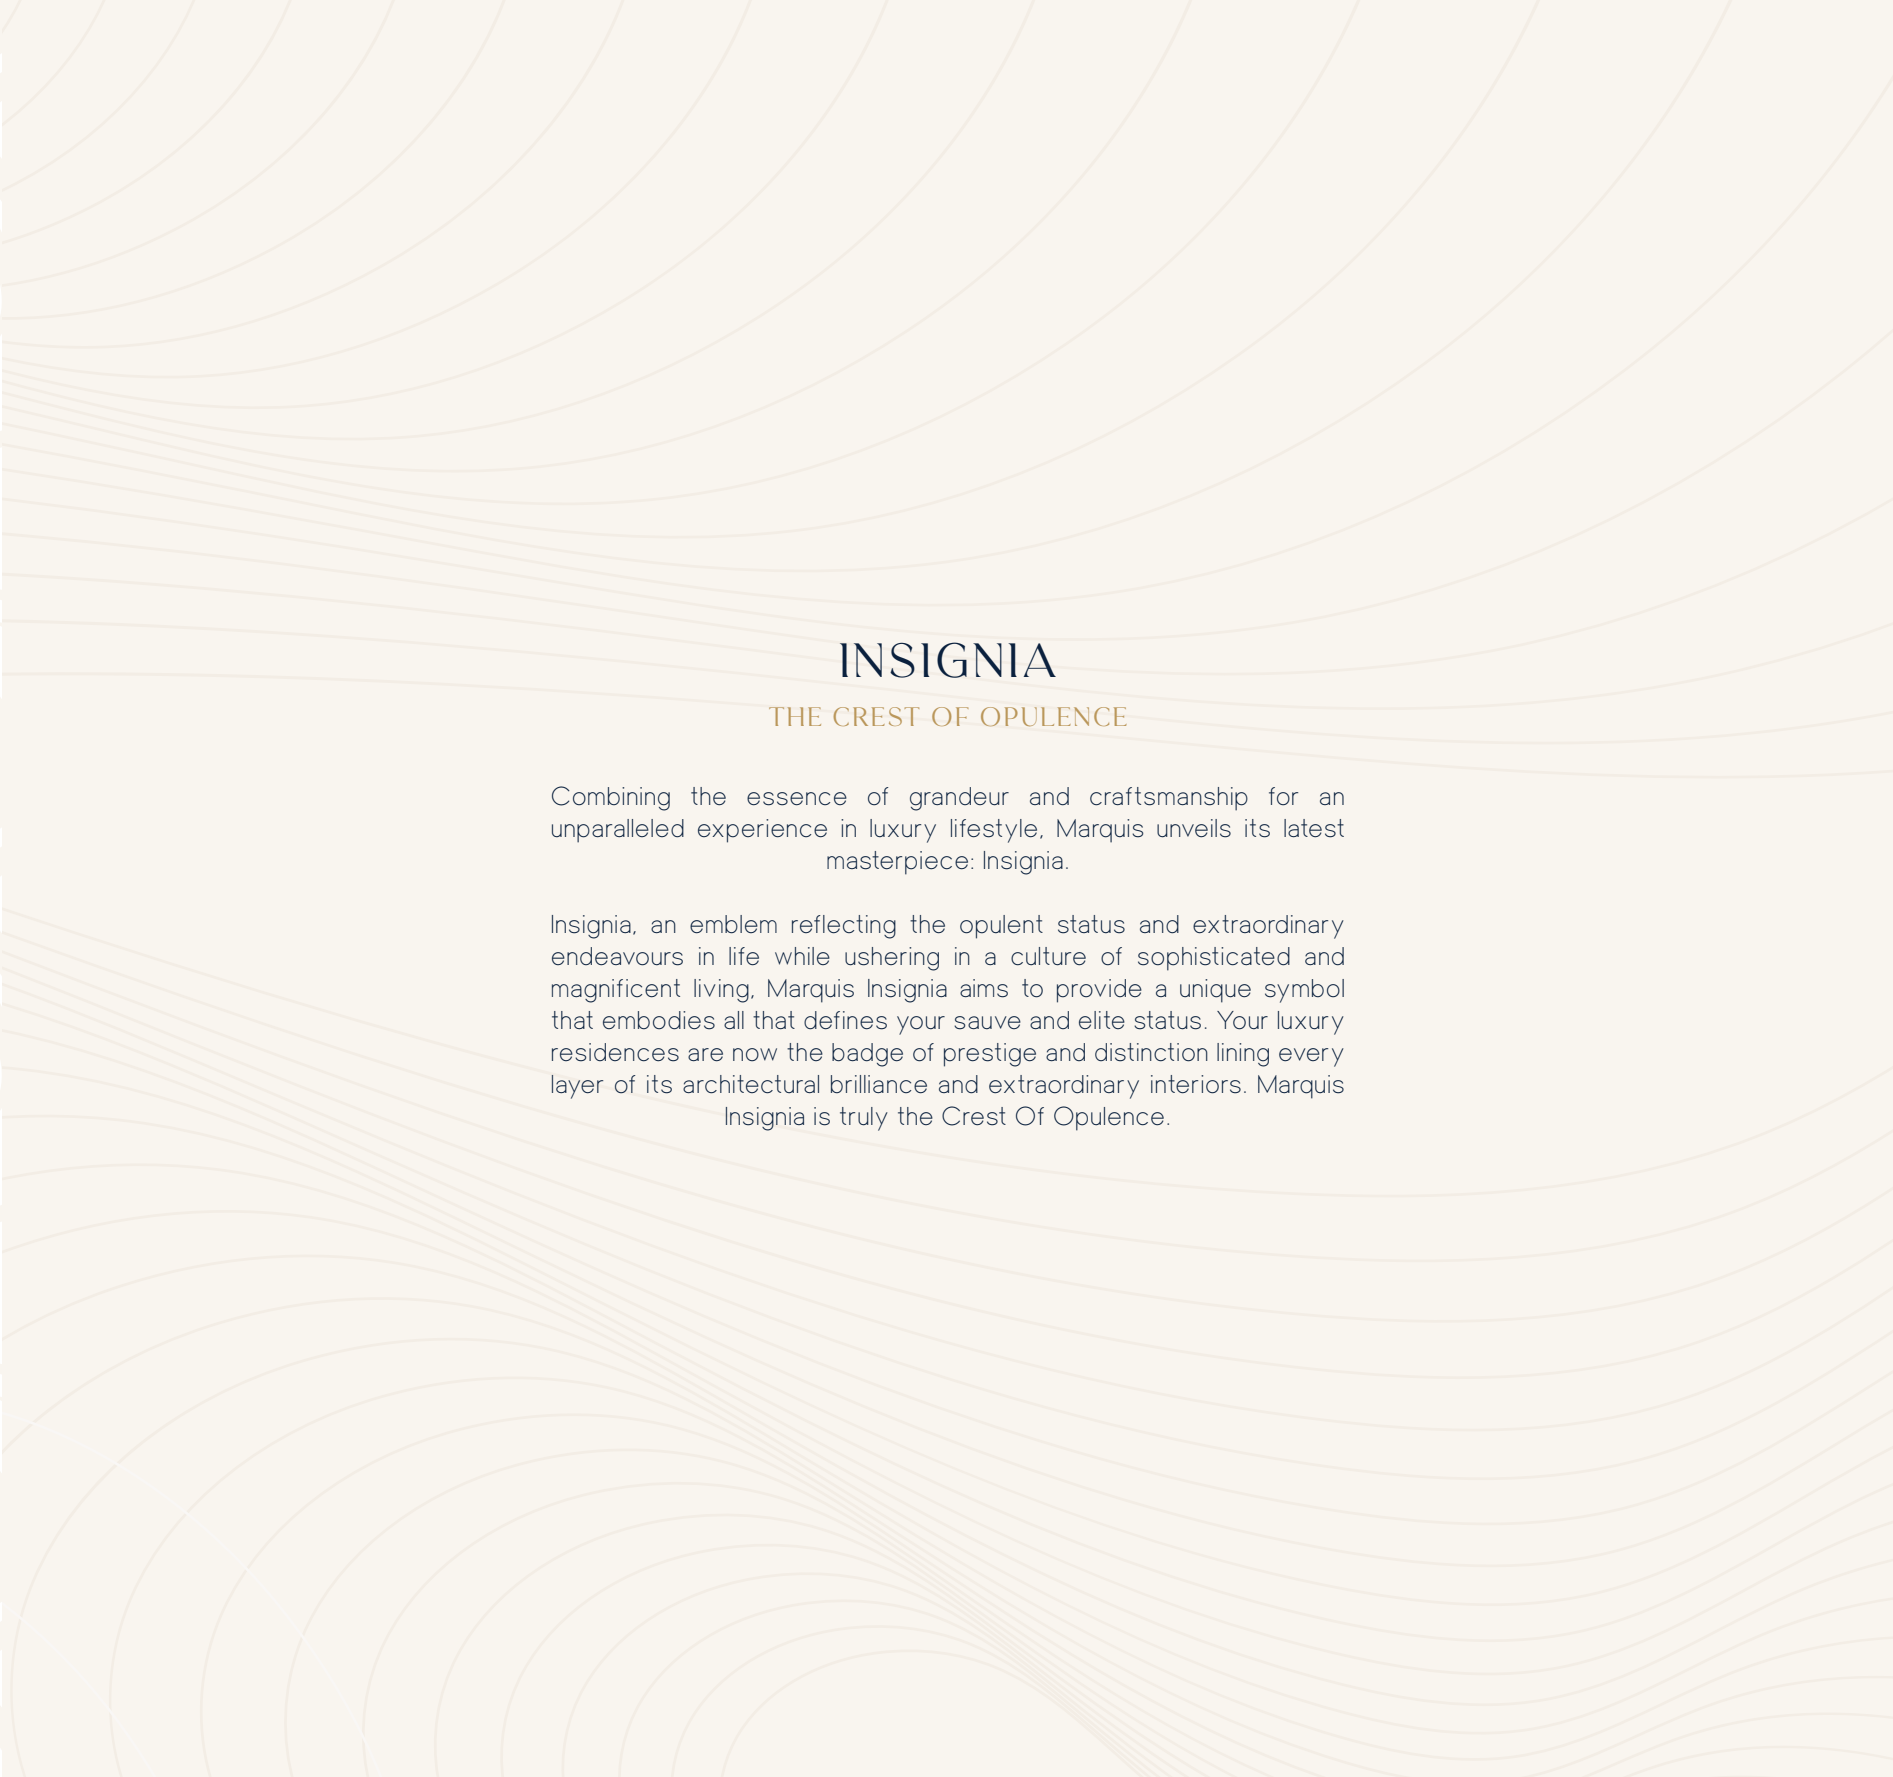 INSIGNIA
THE CREST OF OPULENCE
Combining the essence of grandeur and craftsmanship for an
unparalleled experience in luxury lifestyle, Marquis unveils its latest
masterpiece: Insignia.
Insignia, an emblem reflecting the opulent status and extraordinary
endeavours in life while ushering in a culture of sophisticated and
magnificent living, Marquis Insignia aims to provide a unique symbol
that embodies all that defines your sauve and elite status. Your luxury
residences are now the badge of prestige and distinction lining every
layer of its architectural brilliance and extraordinary interiors. Marquis
Insignia is truly the Crest Of Opulence.